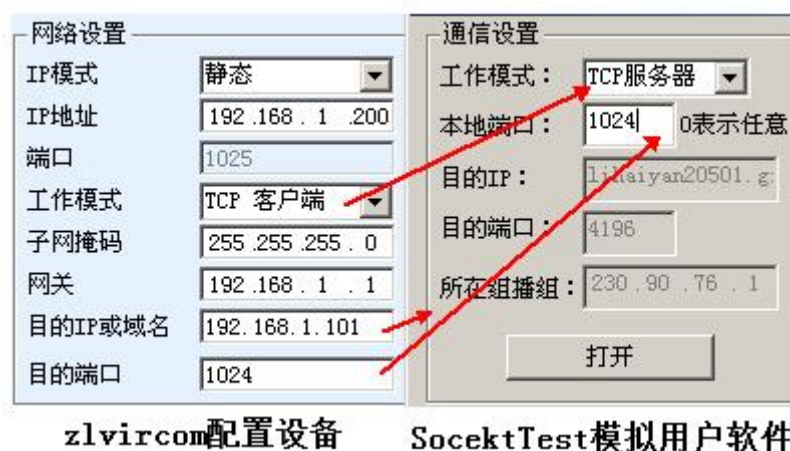 网络设置
IP模式 静态
IP地址 192 .168 . 1 .200
端口 1025
工作模式 TCP 客户端
子网掩码 255 .255 .255 . 0
网关 192 .168 . 1 . 1
目的IP或域名 192.168.1.101
目的端口 1024
zlvircom配置设备
通信设置
工作模式： TCP服务器
本地端口： 1024 0表示任意
目的IP： lihaiyan20501.g
目的端口： 4196
所在组播组： 230 .90 .76 . 1
打开
SocektTest模拟用户软件